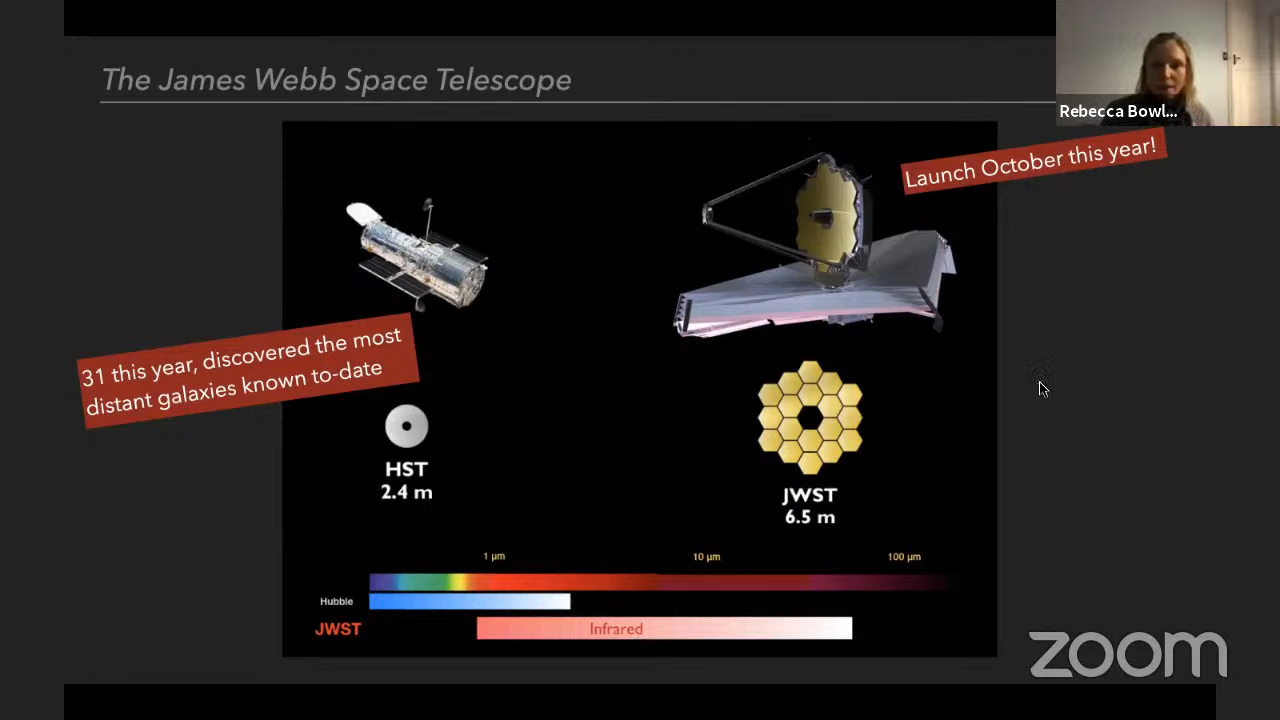 The James Webb Space Telescope
Rebecca Bowl...
Launch October this year!
31 this year, discovered the most
distant galaxies known to-date
HST
2.4 m
JWST
6.5 m
1 μm
10 μm
100 μm
Hubble
JWST
Infrared
zoom